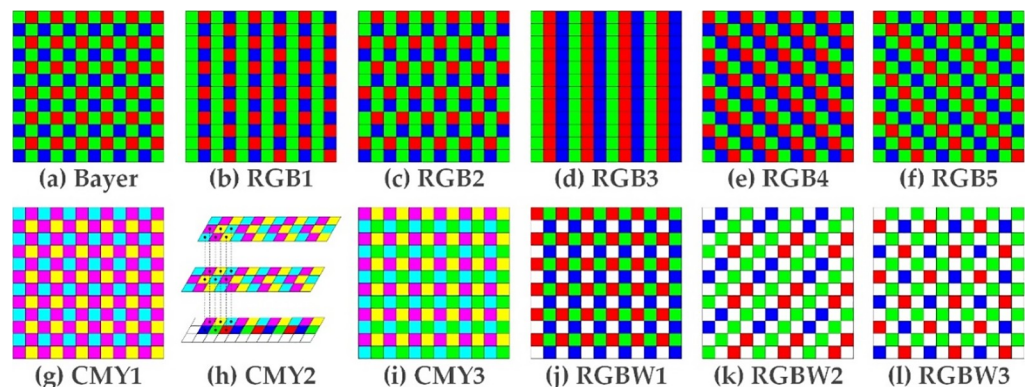 (a) Bayer (b) RGB1 (c) RGB2 (d) RGB3 (e) RGB4 (f) RGB5
(g) CMY1 (h) CMY2 (i) CMY3 (j) RGBW1 (k) RGBW2 (l) RGBW3